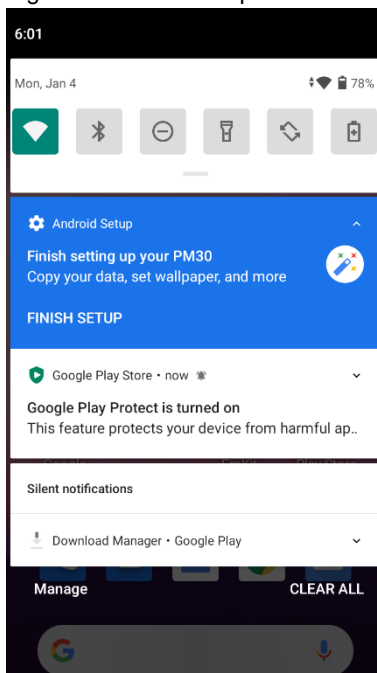 6:01
Mon, Jan 4 78%
Android Setup
Finish setting up your PM30
Copy your data, set wallpaper, and more
FINISH SETUP
Google Play Store • now
Google Play Protect is turned on
This feature protects your device from harmful ap..
Silent notifications
Download Manager • Google Play
Manage CLEAR ALL